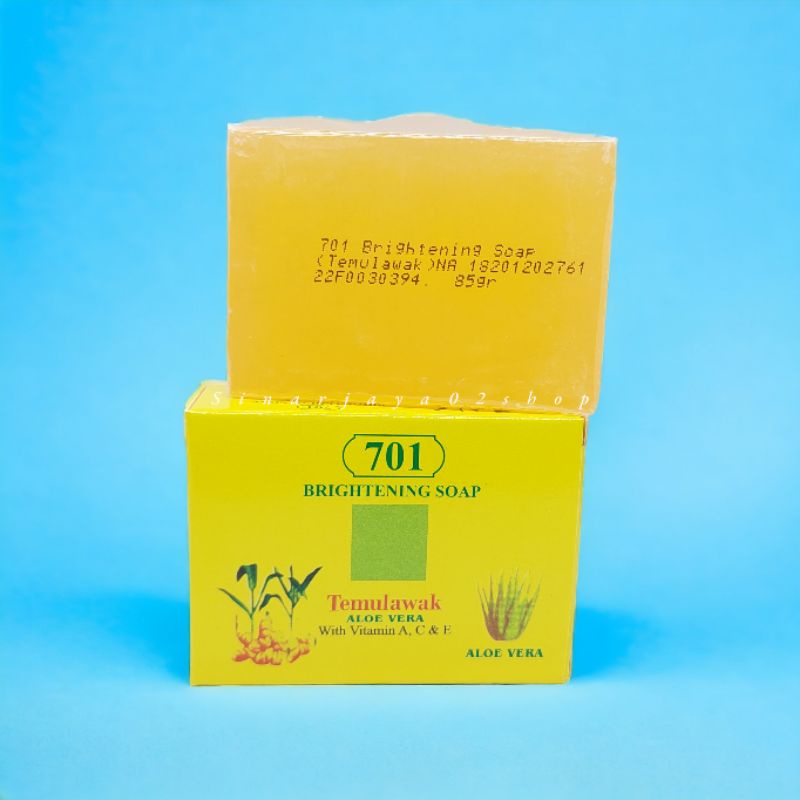 701 Brightening Soap
(Temulawak)NA 18201202761
22F0030394. 85gr
Sinarjaya02shop
701
BRIGHTENING SOAP
Temulawak
ALOE VERA
With Vitamin A, C & E
ALOE VERA